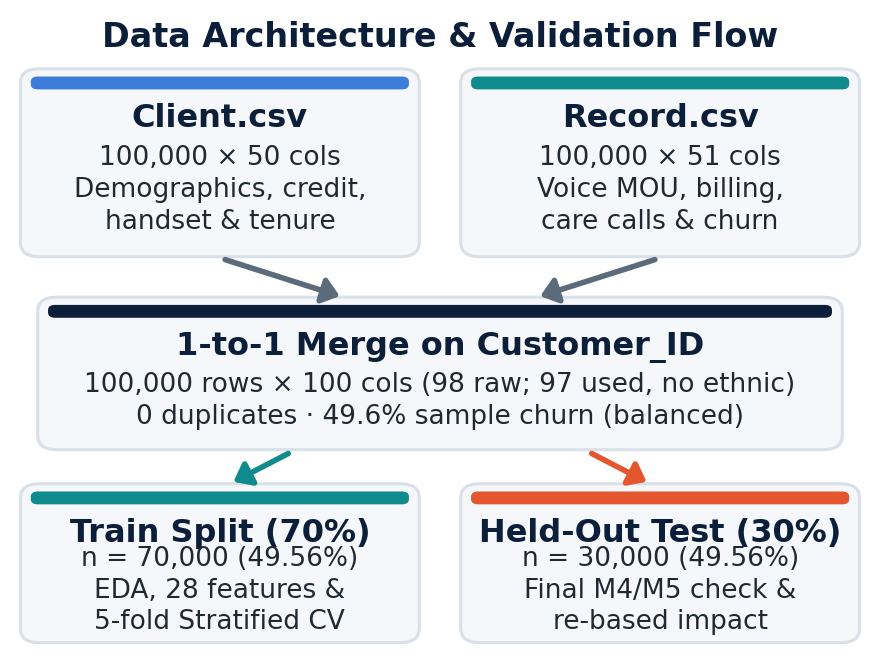 Data Architecture & Validation Flow
Client.csv
100,000 × 50 cols
Demographics, credit,
handset & tenure
Record.csv
100,000 × 51 cols
Voice MOU, billing,
care calls & churn
1-to-1 Merge on Customer_ID
100,000 rows × 100 cols (98 raw; 97 used, no ethnic)
0 duplicates · 49.6% sample churn (balanced)
Train Split (70%)
n = 70,000 (49.56%)
EDA, 28 features &
5-fold Stratified CV
Held-Out Test (30%)
n = 30,000 (49.56%)
Final M4/M5 check &
re-based impact